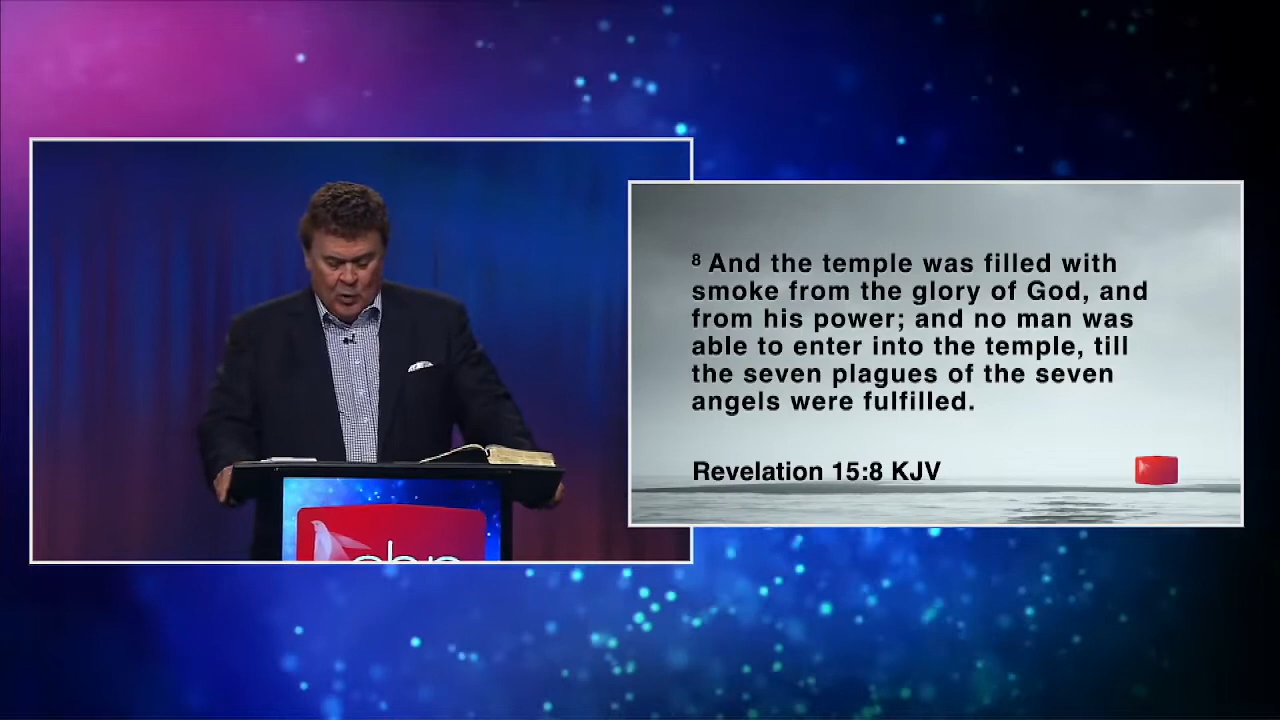 ⁸ And the temple was filled with
smoke from the glory of God, and
from his power; and no man was
able to enter into the temple, till
the seven plagues of the seven
angels were fulfilled.
Revelation 15:8 KJV